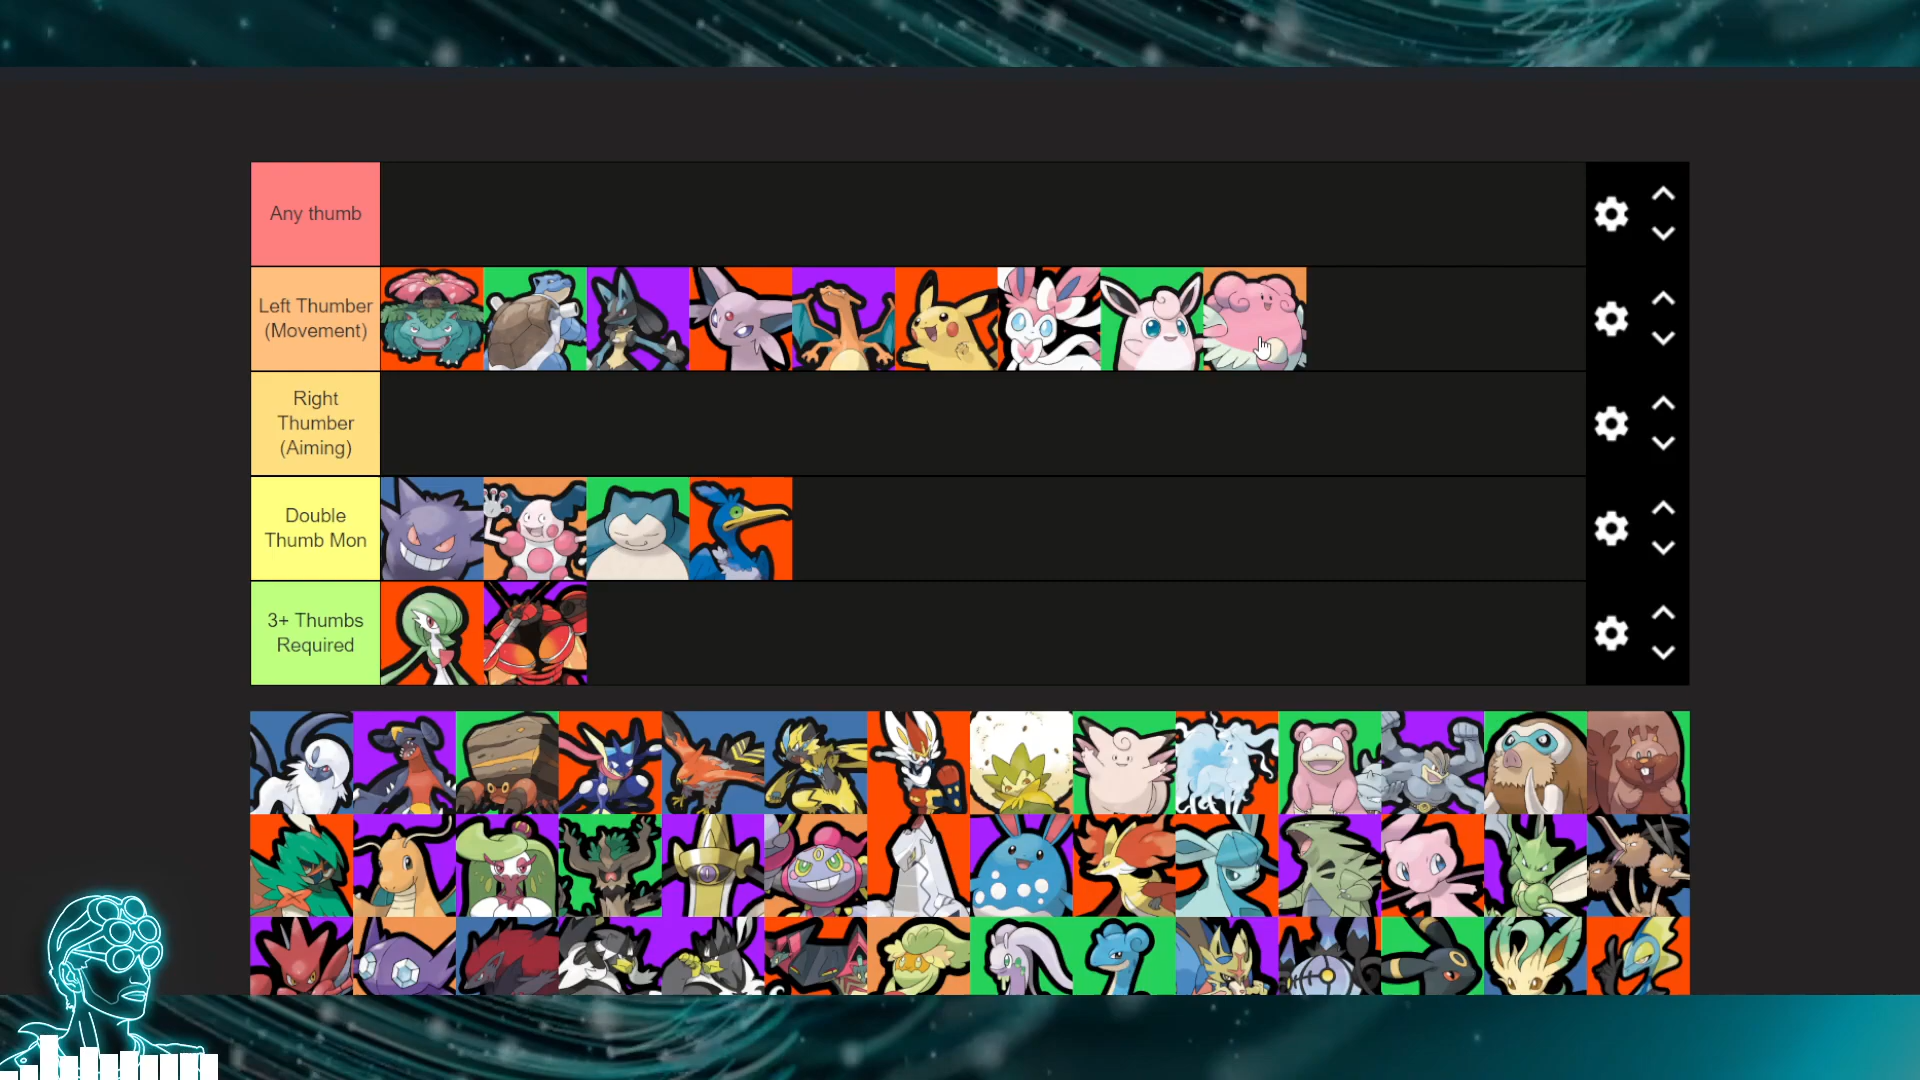 Any thumb
Left Thumber
(Movement)
Right
Thumber
(Aiming)
Double
Thumb Mon
3+ Thumbs
Required